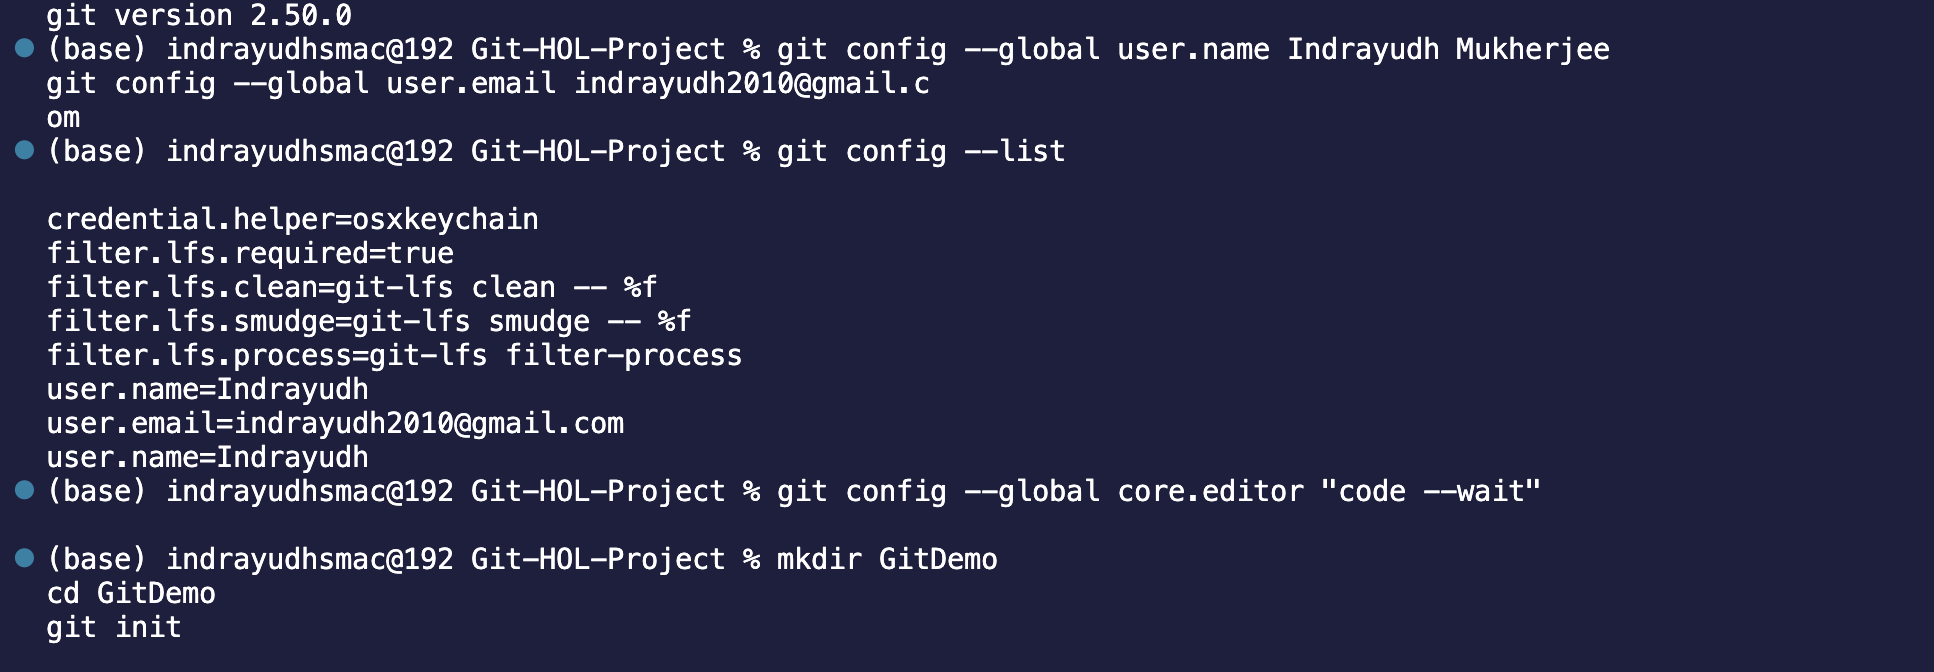 git version 2.50.0
(base) indrayudhsmac@192 Git-HOL-Project % git config --global user.name Indrayudh Mukherjee
git config --global user.email indrayudh2010@gmail.c
om
(base) indrayudhsmac@192 Git-HOL-Project % git config --list
credential.helper=osxkeychain
filter.lfs.required=true
filter.lfs.clean=git-lfs clean -- %f
filter.lfs.smudge=git-lfs smudge -- %f
filter.lfs.process=git-lfs filter-process
user.name=Indrayudh
user.email=indrayudh2010@gmail.com
user.name=Indrayudh
(base) indrayudhsmac@192 Git-HOL-Project % git config --global core.editor "code --wait"
(base) indrayudhsmac@192 Git-HOL-Project % mkdir GitDemo
cd GitDemo
git init